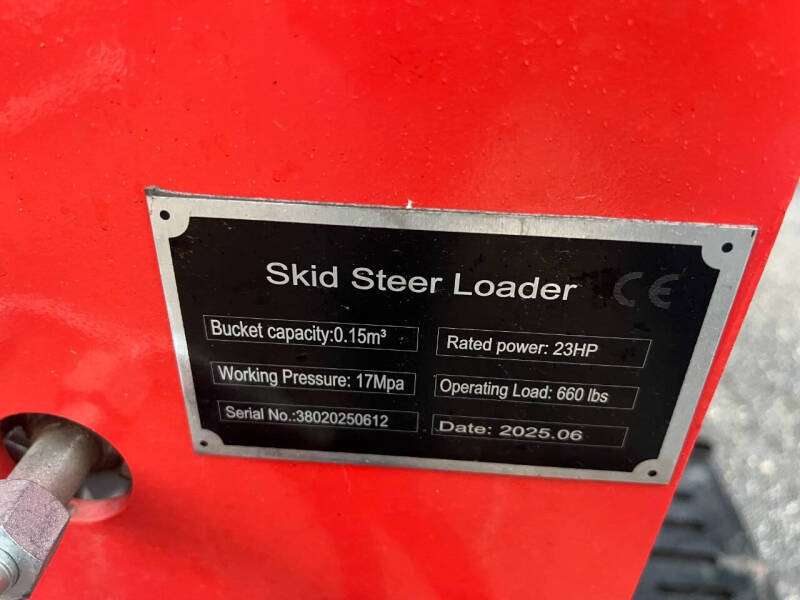 Skid Steer Loader CE
Bucket capacity:0.15m³
Rated power: 23HP
Working Pressure: 17Mpa
Operating Load: 660 lbs
Serial No.:38020250612
Date: 2025.06